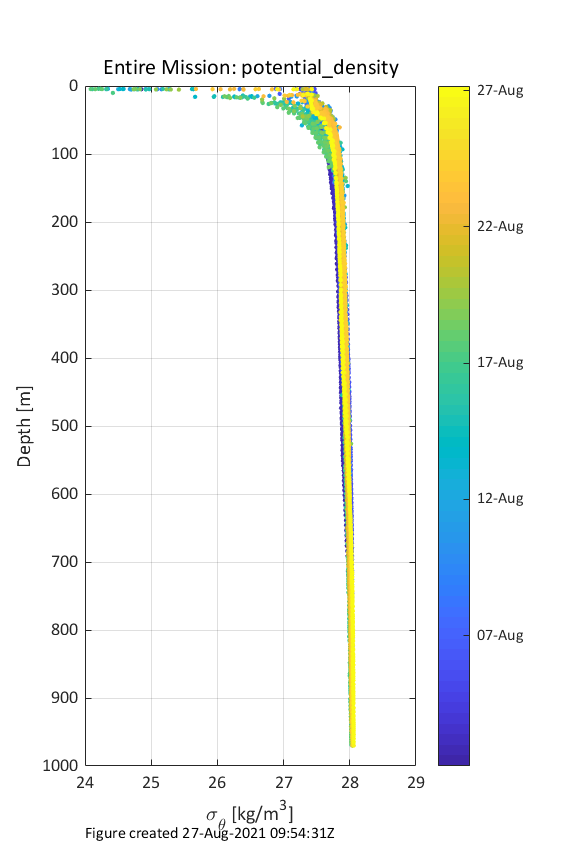 Entire Mission: potential_density
0
100
200
300
400
500
600
700
800
900
1000
Depth [m]
24 25 26 27 28 29
σθ [kg/m³]
27-Aug
22-Aug
17-Aug
12-Aug
07-Aug
Figure created 27-Aug-2021 09:54:31Z